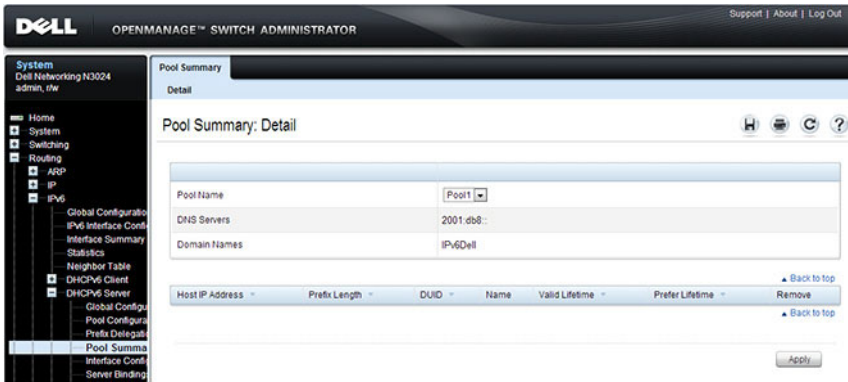 Support | About | Log Out
DELL OPENMANAGE™ SWITCH ADMINISTRATOR
System
Dell Networking N3024
admin, r/w
Home
System
Switching
Routing
ARP
IP
IPv6
Global Configuratio
IPv6 Interface Confi
Interface Summary
Statistics
Neighbor Table
DHCPv6 Client
DHCPv6 Server
Global Configu
Pool Configura
Prefix Delegati
Pool Summa
Interface Confi
Server Binding
Pool Summary
Detail
Pool Summary: Detail
H C ?
Pool Name Pool1
DNS Servers 2001:db8::
Domain Names IPv6Dell
Back to top
Host IP Address Prefix Length DUID Name Valid Lifetime Prefer Lifetime Remove
Back to top
Apply